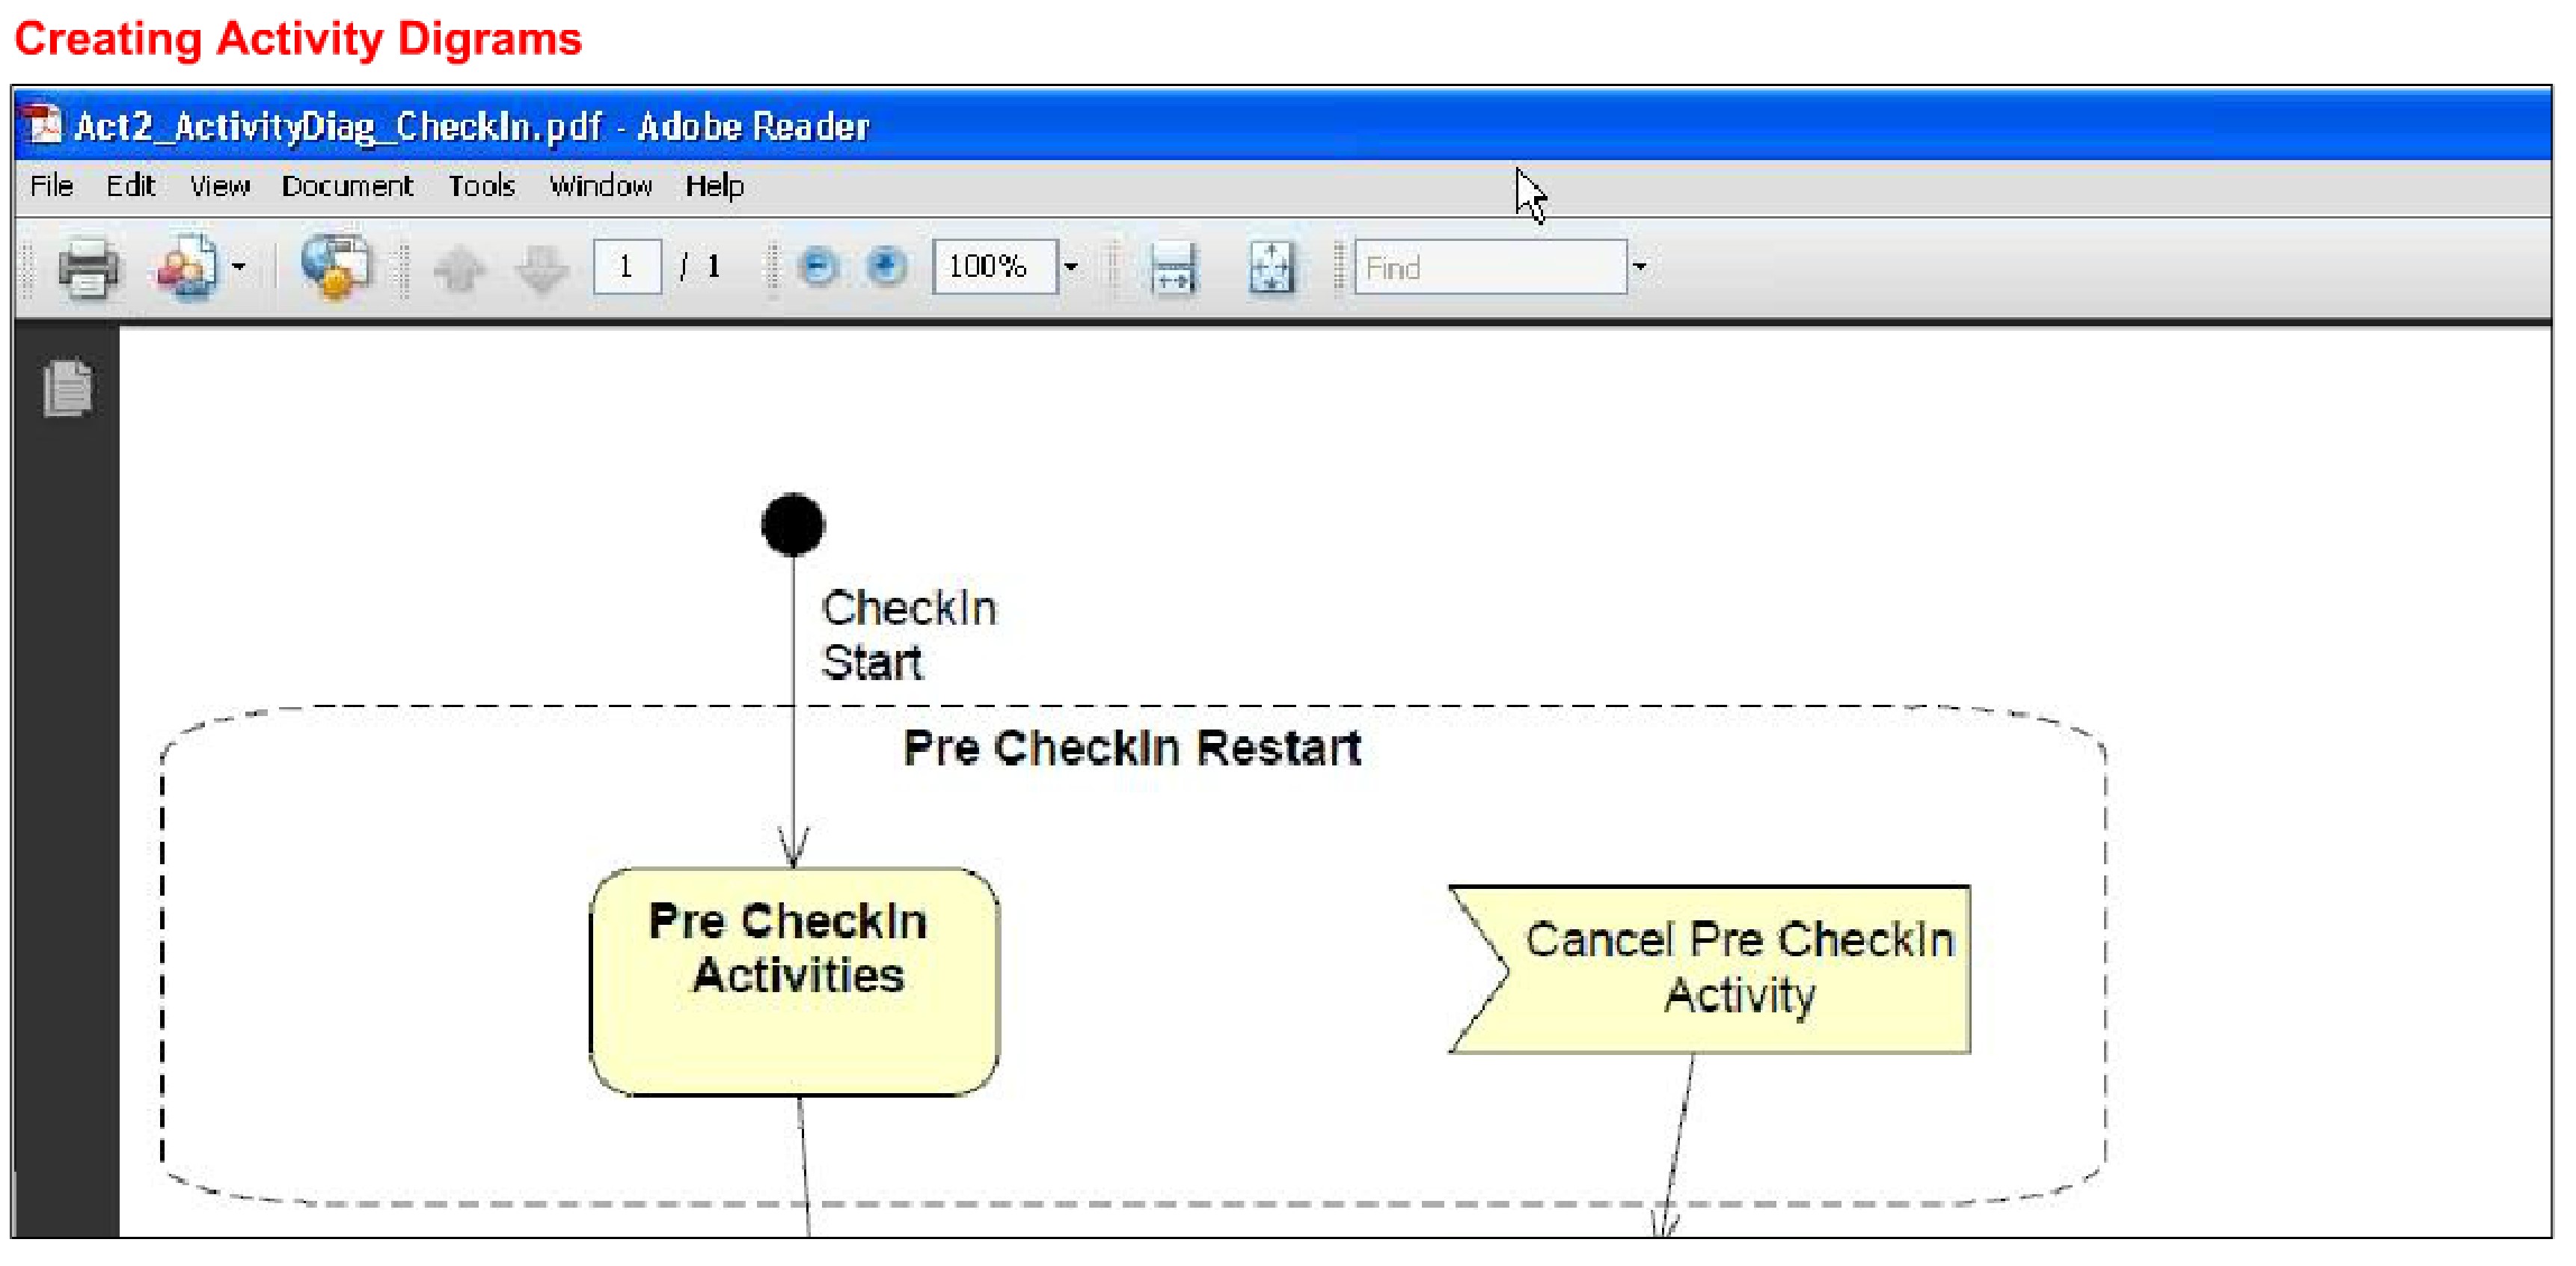 Creating Activity Digrams
Act2_ActivityDiag_CheckIn.pdf - Adobe Reader
File Edit View Document Tools Window Help
1 / 1 100% Find
CheckIn
Start
Pre CheckIn Restart
Pre CheckIn
Activities
Cancel Pre CheckIn
Activity